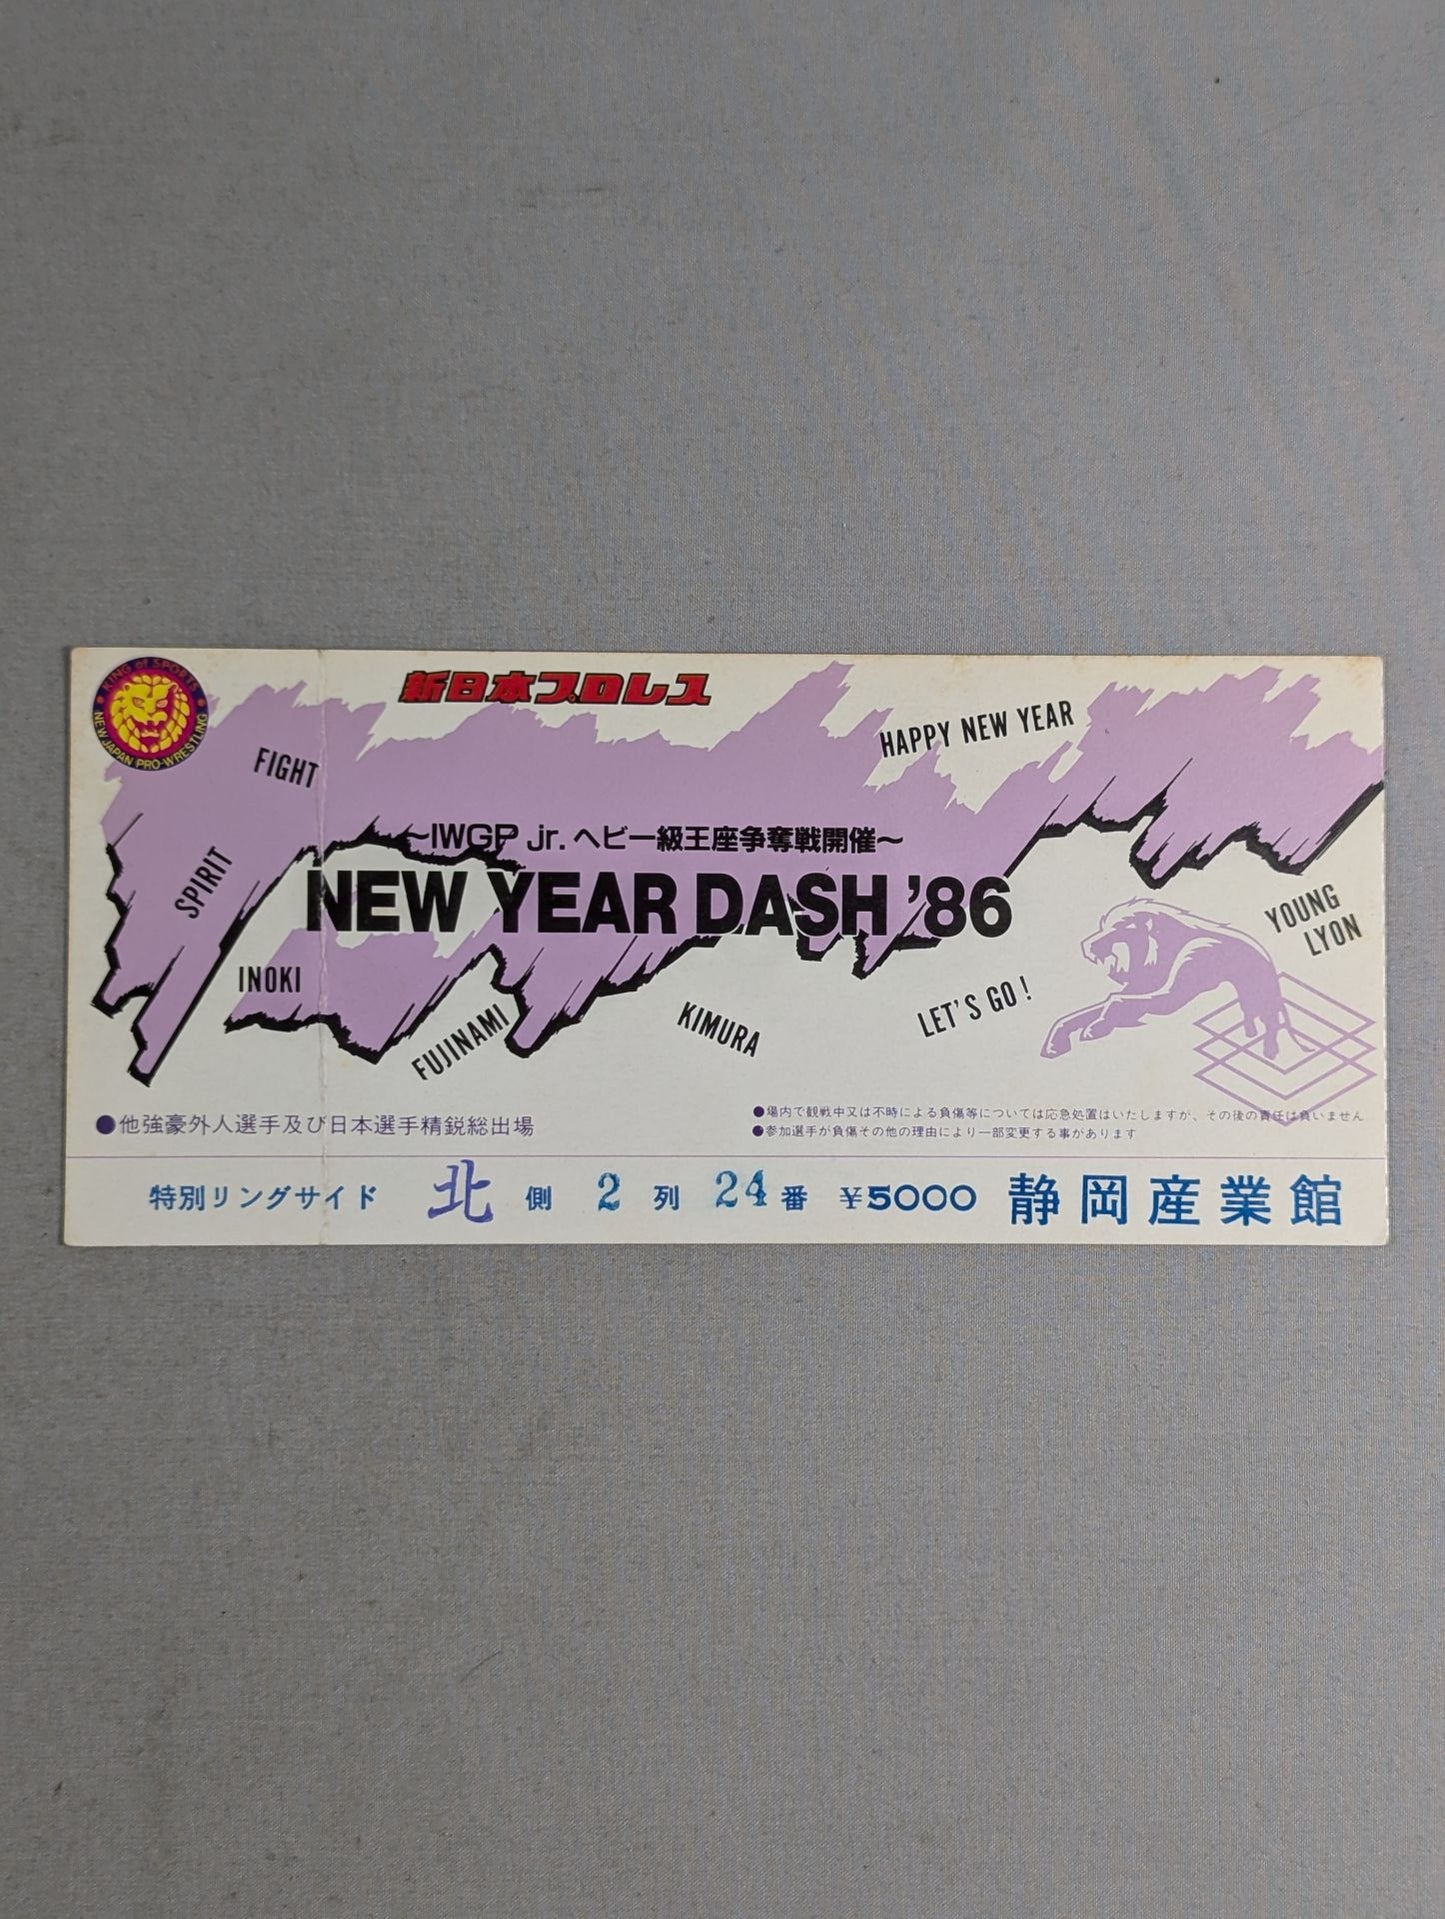 KING of SPORTS
NEW JAPAN PRO-WRESTLING
新日本プロレス
HAPPY NEW YEAR
FIGHT
SPIRIT
〜IWGP Jr.ヘビー級王座争奪戦開催〜
NEW YEAR DASH '86
YOUNG
LYON
INOKI
FUJINAMI
KIMURA
LET'S GO!
●他強豪外人選手及び日本選手精鋭総出場
●場内で観戦中又は不時による負傷等については応急処置はいたしますが、その後の責任は負いません
●参加選手が負傷その他の理由により一部変更する事があります
特別リングサイド 北 側 2 列 24 番 ¥5000 静岡産業館